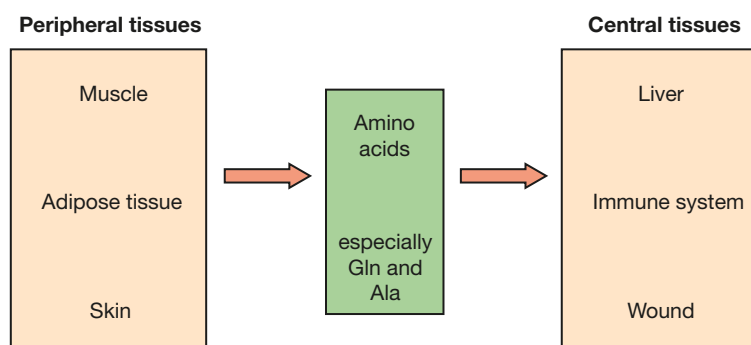 Peripheral tissues
Muscle
Adipose tissue
Skin
Amino
acids
especially
Gln and
Ala
Central tissues
Liver
Immune system
Wound